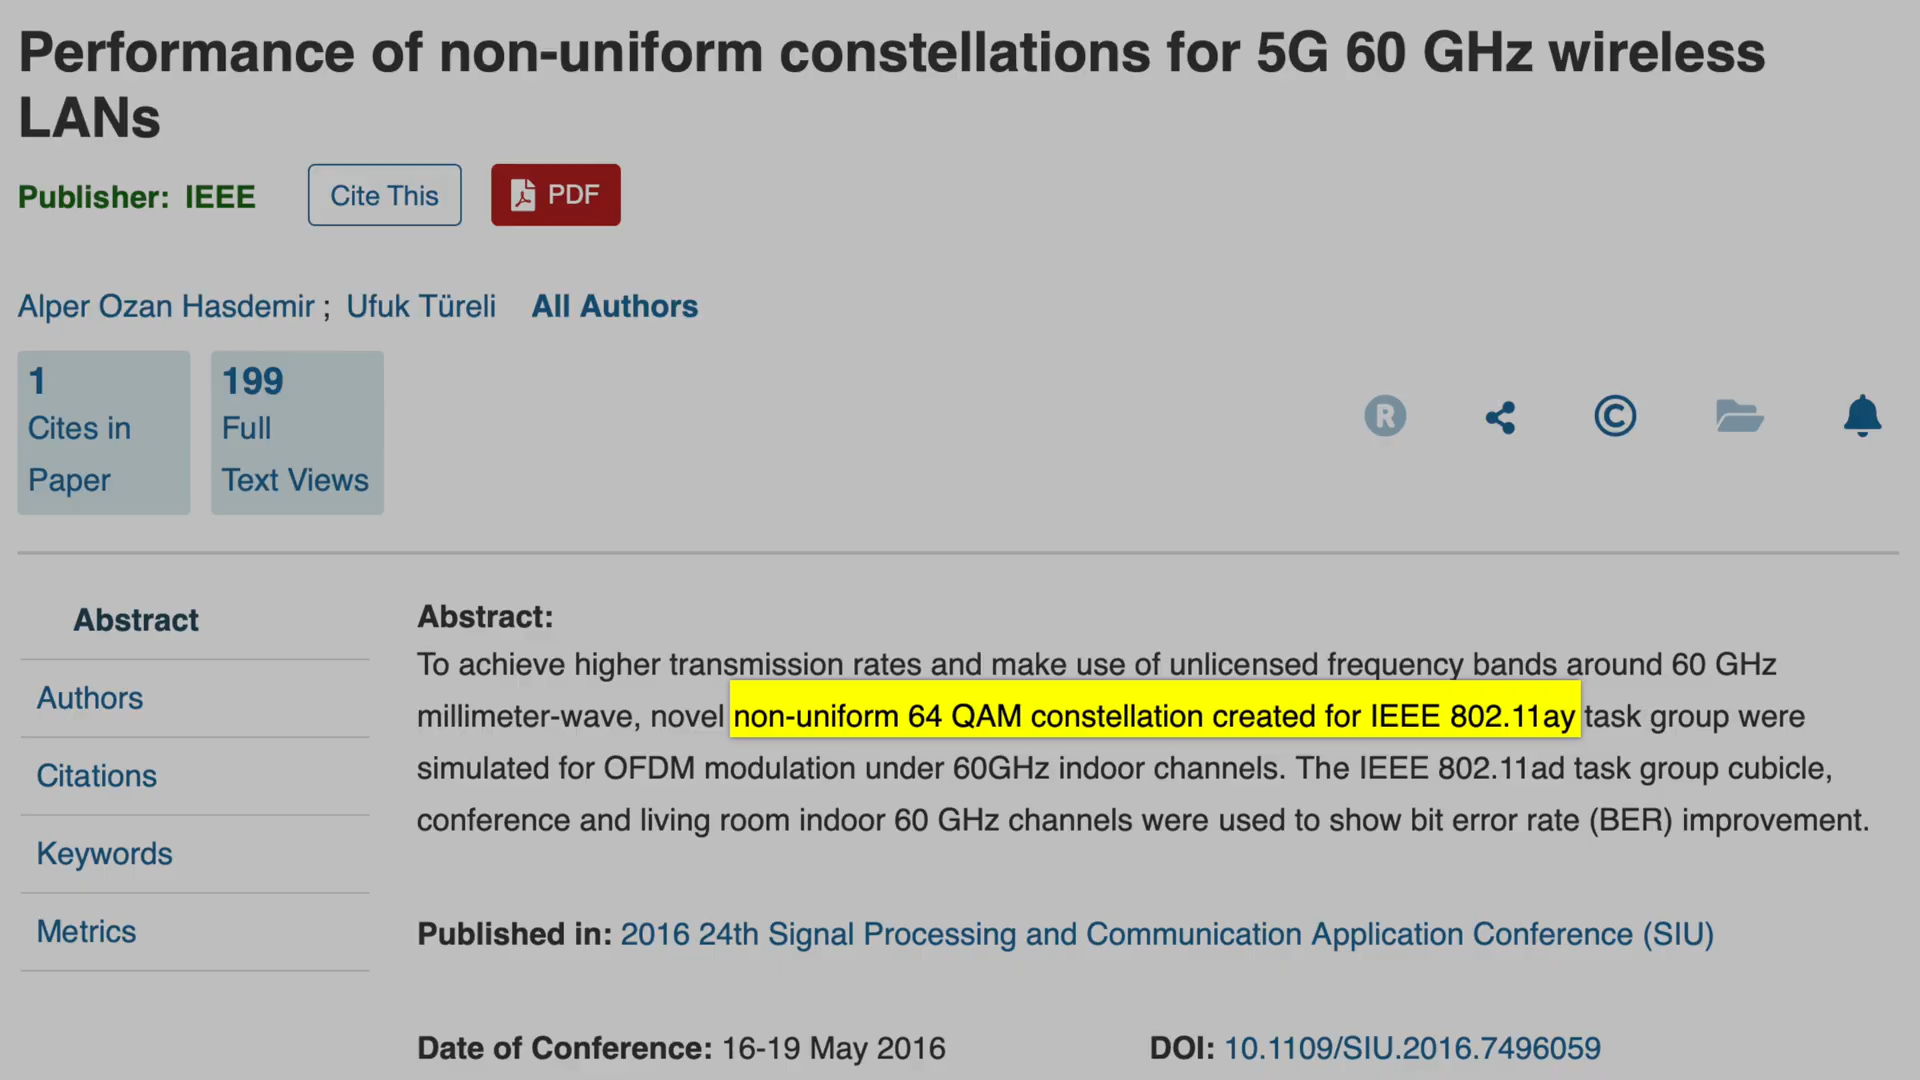 Performance of non-uniform constellations for 5G 60 GHz wireless
LANs
Publisher: IEEE Cite This PDF
Alper Ozan Hasdemir ; Ufuk Türeli All Authors
1 199
Cites in Full
Paper Text Views
R ©
Abstract
Authors
Citations
Keywords
Metrics
Abstract:
To achieve higher transmission rates and make use of unlicensed frequency bands around 60 GHz
millimeter-wave, novel non-uniform 64 QAM constellation created for IEEE 802.11ay task group were
simulated for OFDM modulation under 60GHz indoor channels. The IEEE 802.11ad task group cubicle,
conference and living room indoor 60 GHz channels were used to show bit error rate (BER) improvement.
Published in: 2016 24th Signal Processing and Communication Application Conference (SIU)
Date of Conference: 16-19 May 2016 DOI: 10.1109/SIU.2016.7496059